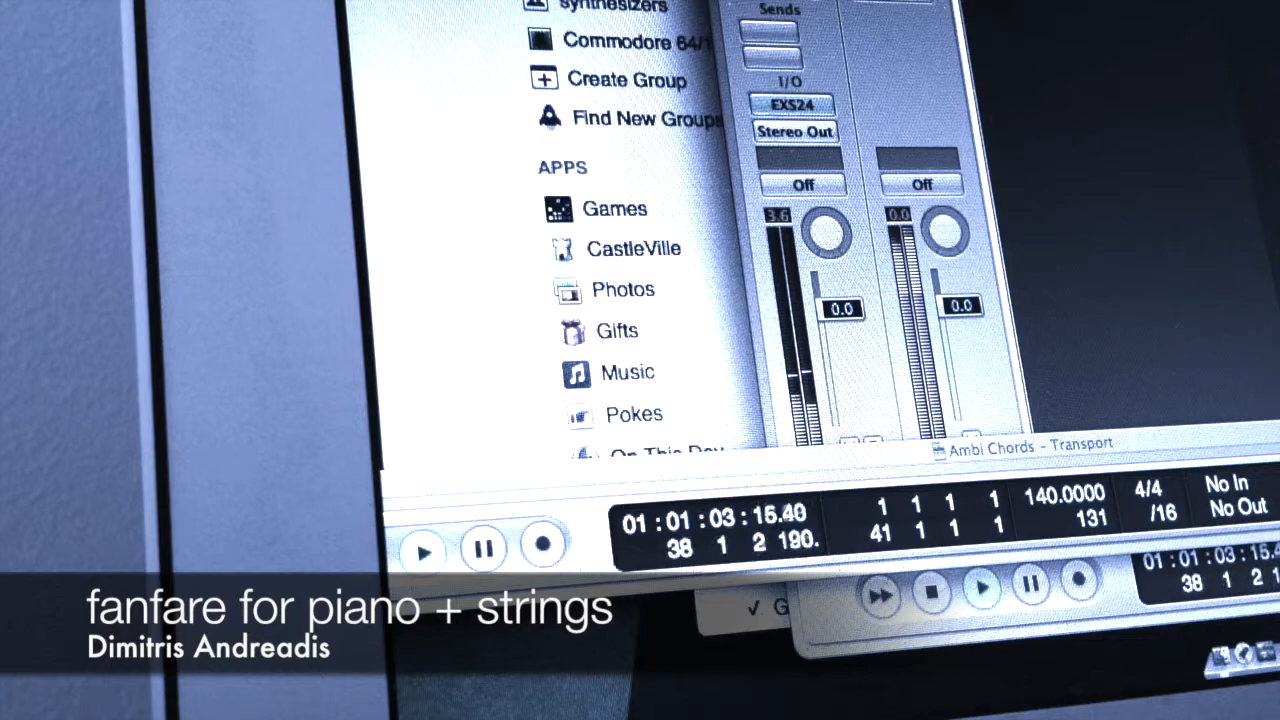 synthesizers
Commodore 64/1
Create Group
Find New Groups
APPS
Games
CastleVille
Photos
Gifts
Music
Pokes
On This Day
Sends
I/O
EXS24
Stereo Out
Off
Off
3.6
0.0
0.0
0.0
Ambi Chords – Transport
01 : 01 : 03 : 15.40
38 1 2 190.
1 1 1 1
41 1 1 1
140.0000
131
4/4
/16
No In
No Out
01 : 01 : 03 : 15.4
38 1 2 1
✓ G
fanfare for piano + strings
Dimitris Andreadis